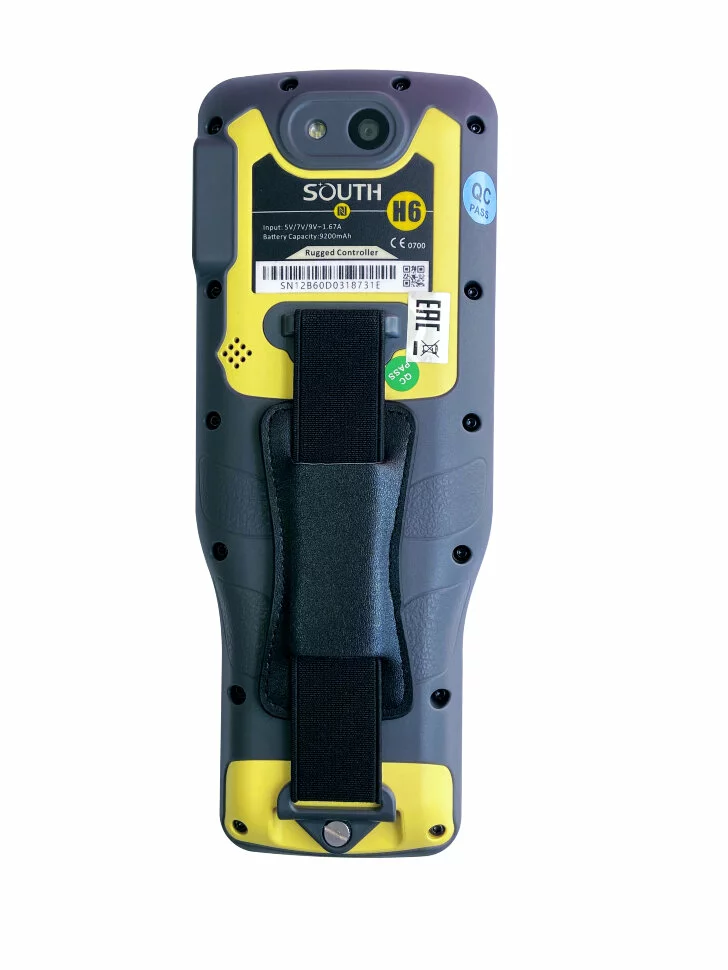 SOUTH
H6
Input: 5V/7V/9V⎓1.67A
Battery Capacity:9200mAh
CE 0700
Rugged Controller
SN12B60D0318731E
QC
PASS
EAC
QC
PASS